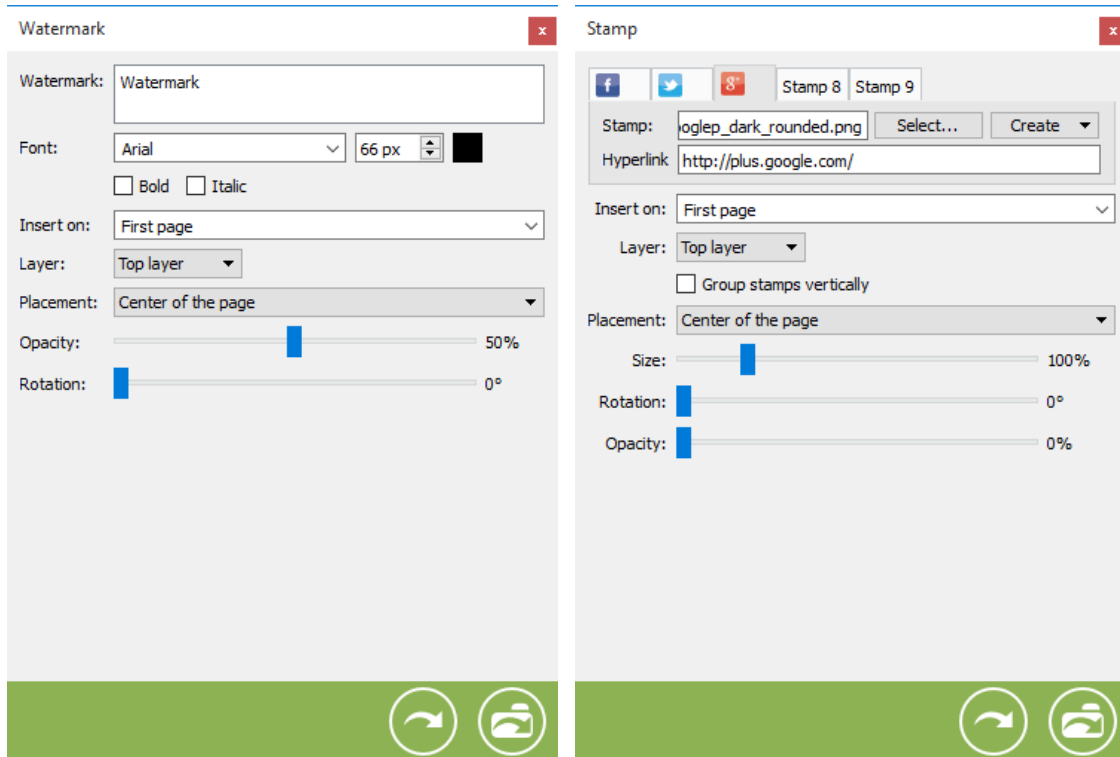 Watermark
x
Watermark: Watermark
Font: Arial 66 px
Bold Italic
Insert on: First page
Layer: Top layer
Placement: Center of the page
Opacity: 50%
Rotation: 0°
Stamp
x
f g+ Stamp 8 Stamp 9
Stamp: oglep_dark_rounded.png Select... Create
Hyperlink http://plus.google.com/
Insert on: First page
Layer: Top layer
Group stamps vertically
Placement: Center of the page
Size: 100%
Rotation: 0°
Opacity: 0%